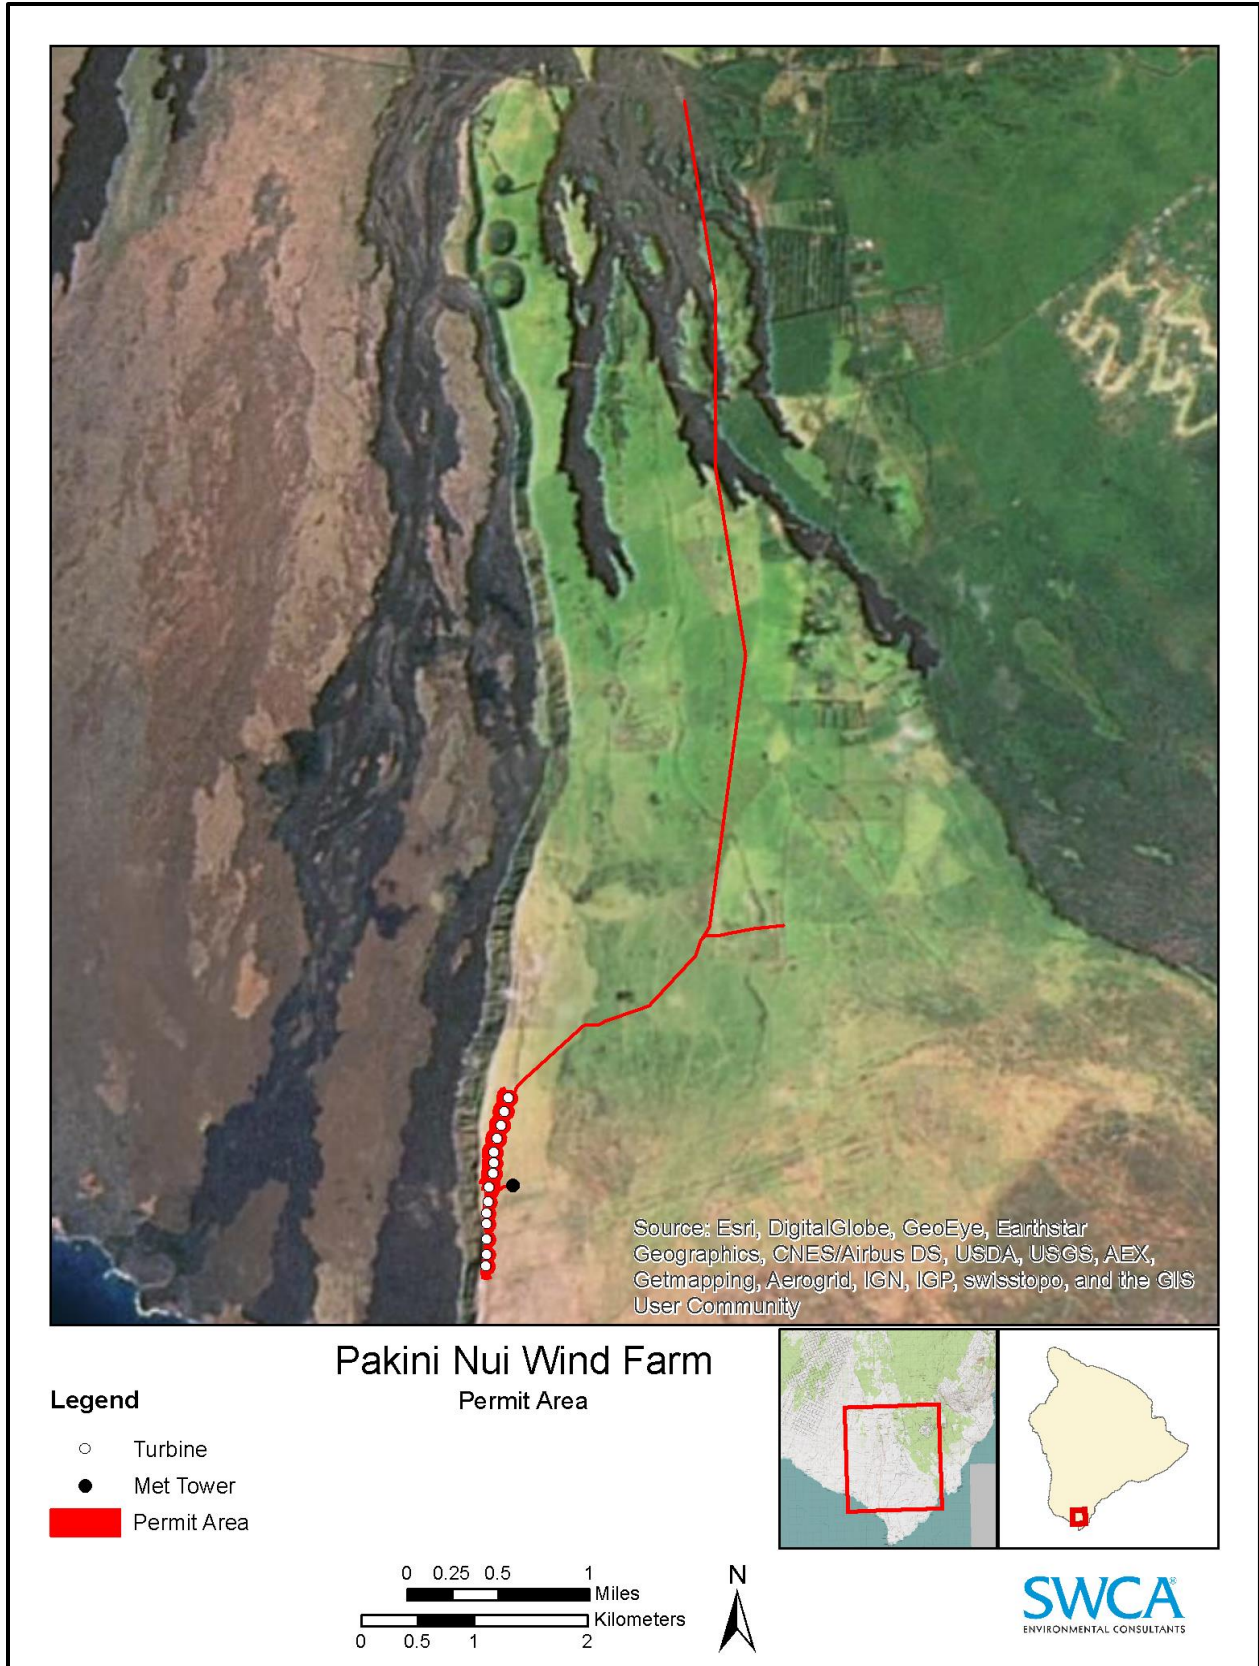 Source: Esri, DigitalGlobe, GeoEye, Earthstar
Geographics, CNES/Airbus DS, USDA, USGS, AEX,
Getmapping, Aerogrid, IGN, IGP, swisstopo, and the GIS
User Community
Pakini Nui Wind Farm
Permit Area
Legend
Turbine
Met Tower
Permit Area
0 0.25 0.5 1
Miles
Kilometers
0 0.5 1 2
N
SWCA®
ENVIRONMENTAL CONSULTANTS